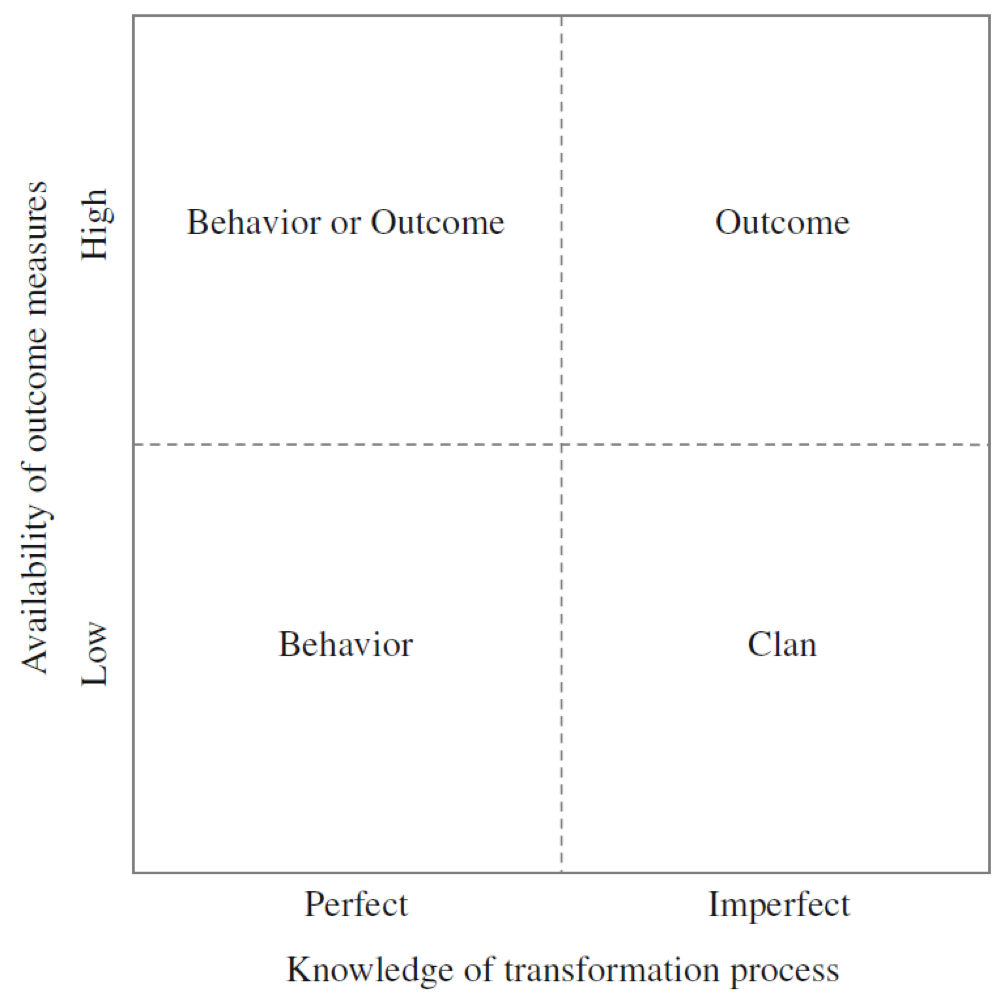 Availability of outcome measures
High
Low
Behavior or Outcome
Outcome
Behavior
Clan
Perfect
Imperfect
Knowledge of transformation process